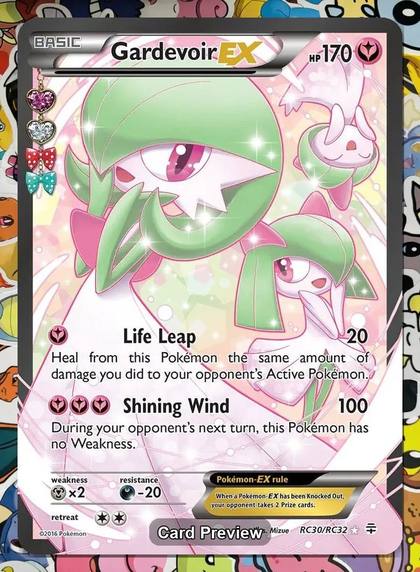 BASIC
Gardevoir EX
HP170
Life Leap 20
Heal from this Pokémon the same amount of
damage you did to your opponent's Active Pokémon.
Shining Wind 100
During your opponent's next turn, this Pokémon has
no Weakness.
weakness
×2
resistance
-20
retreat
Pokémon-EX rule
When a Pokémon-EX has been Knocked Out,
your opponent takes 2 Prize cards.
©2016 Pokémon
Card Preview
Mizue
RC30/RC32